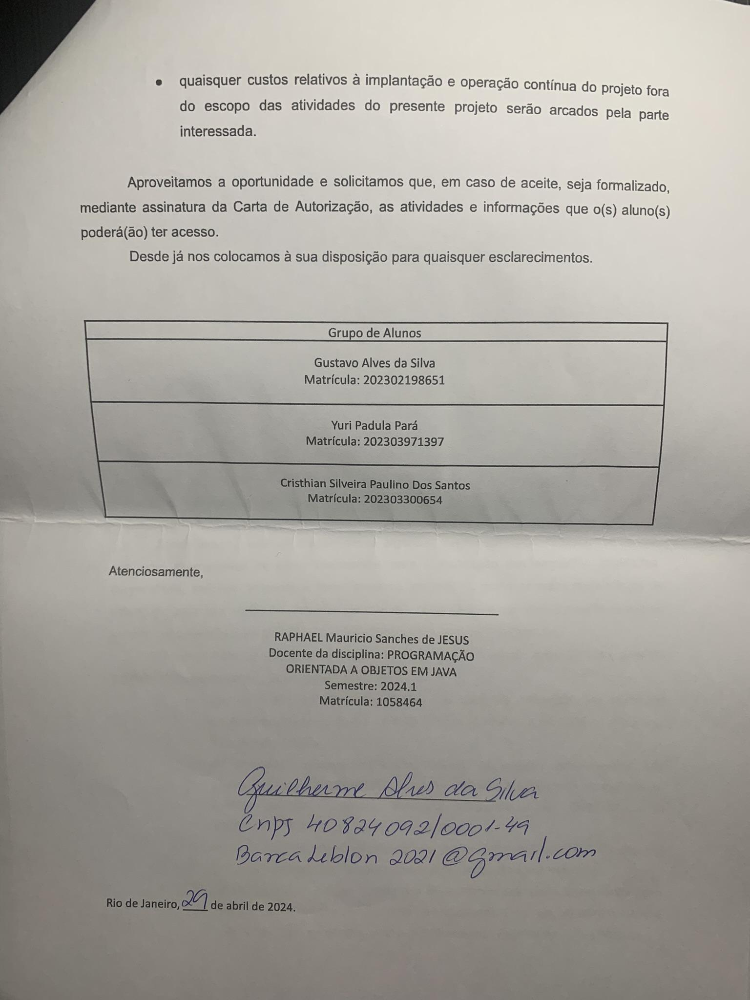 • quaisquer custos relativos à implantação e operação contínua do projeto fora
do escopo das atividades do presente projeto serão arcados pela parte
interessada.
Aproveitamos a oportunidade e solicitamos que, em caso de aceite, seja formalizado,
mediante assinatura da Carta de Autorização, as atividades e informações que o(s) aluno(s)
poderá(ão) ter acesso.
Desde já nos colocamos à sua disposição para quaisquer esclarecimentos.
Grupo de Alunos
Gustavo Alves da Silva
Matrícula: 202302198651
Yuri Padula Pará
Matrícula: 202303971397
Cristhian Silveira Paulino Dos Santos
Matrícula: 202303300654
Atenciosamente,
RAPHAEL Mauricio Sanches de JESUS
Docente da disciplina: PROGRAMAÇÃO
ORIENTADA A OBJETOS EM JAVA
Semestre: 2024.1
Matrícula: 1058464
Guilherme Alves da Silva
Cnpj 40824092/0001-49
BarcaLeblon 2021@gmail.com
Rio de Janeiro, 29 de abril de 2024.